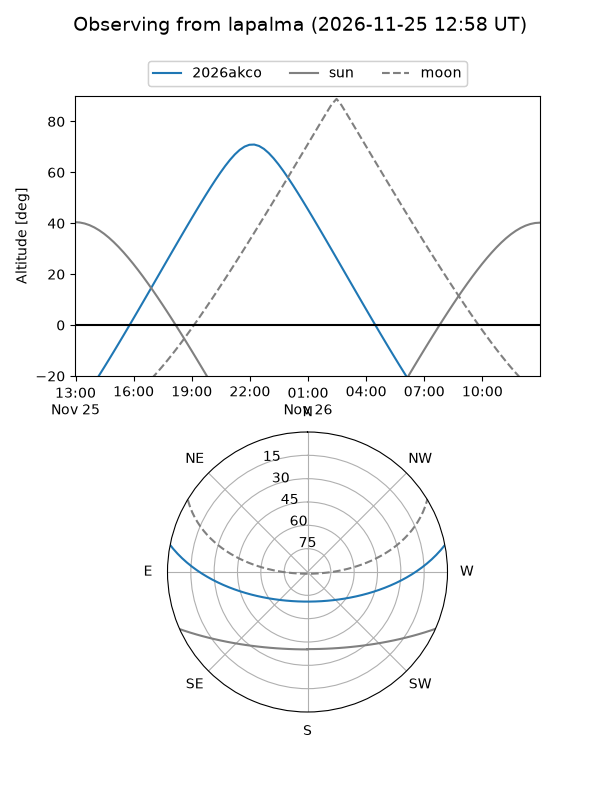 Observing from lapalma (2026-11-25 12:58 UT)
2026akco sun moon
Altitude [deg]
80
60
40
20
0
−20
13:00 16:00 19:00 22:00 01:00 04:00 07:00 10:00
Nov 25 Nov 26
N
NE NW
15
30
45
60
75
E W
SE SW
S